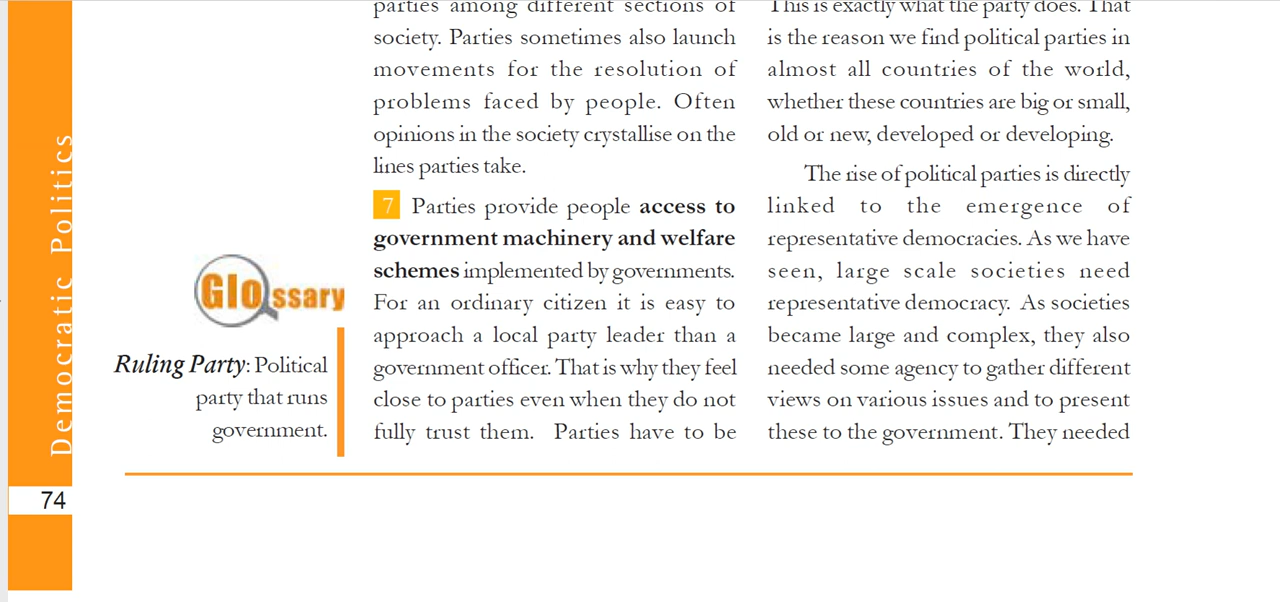 parties among different sections of
society. Parties sometimes also launch
movements for the resolution of
problems faced by people. Often
opinions in the society crystallise on the
lines parties take.
7 Parties provide people access to
government machinery and welfare
schemes implemented by governments.
For an ordinary citizen it is easy to
approach a local party leader than a
government officer. That is why they feel
close to parties even when they do not
fully trust them. Parties have to be
This is exactly what the party does. That
is the reason we find political parties in
almost all countries of the world,
whether these countries are big or small,
old or new, developed or developing.
The rise of political parties is directly
linked to the emergence of
representative democracies. As we have
seen, large scale societies need
representative democracy. As societies
became large and complex, they also
needed some agency to gather different
views on various issues and to present
these to the government. They needed
Glossary
Ruling Party: Political
party that runs
government.
Democratic Politics
74